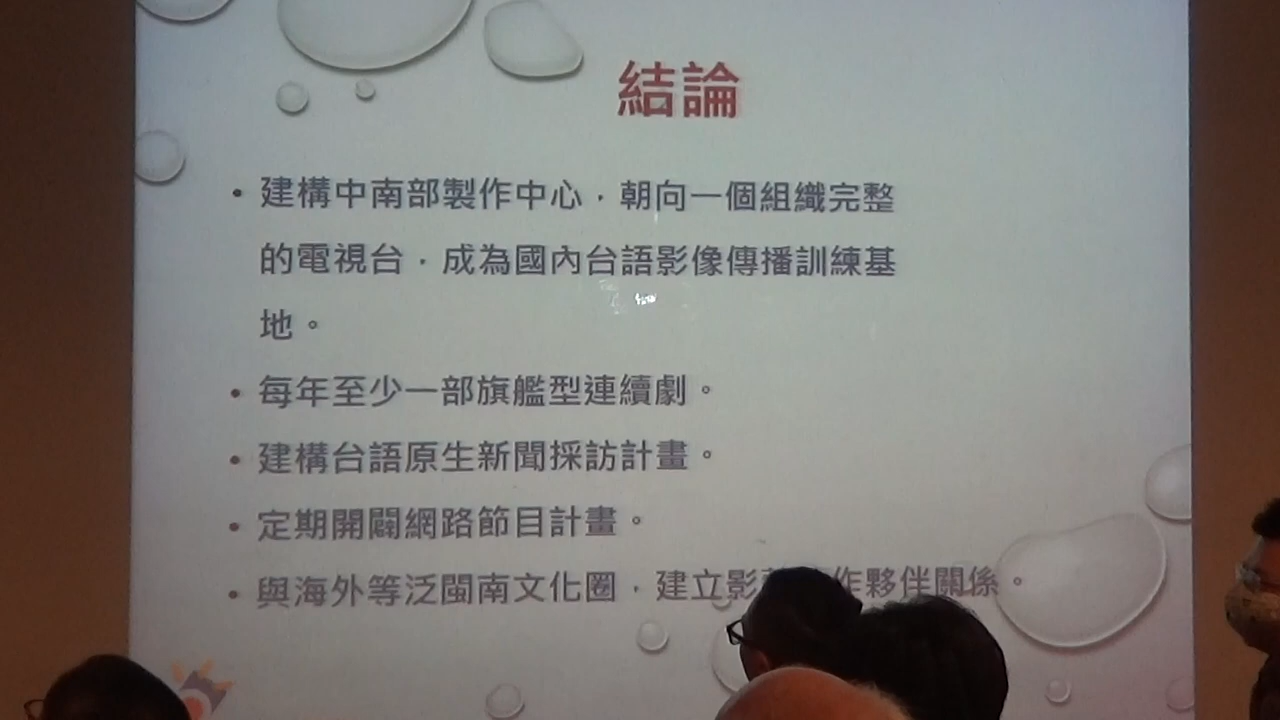 結論
• 建構中南部製作中心，朝向一個組織完整
的電視台，成為國內台語影像傳播訓練基
地。
• 每年至少一部旗艦型連續劇。
• 建構台語原生新聞採訪計畫。
• 定期開闢網路節目計畫。
• 與海外等泛閩南文化圈，建立影 作夥伴關係。